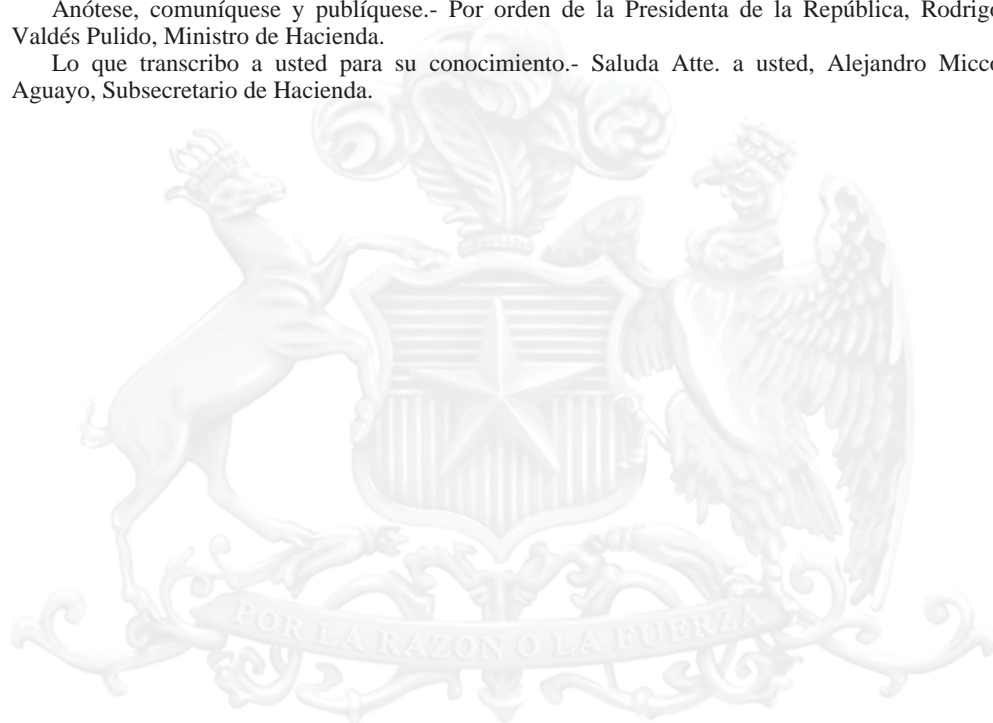 Anótese, comuníquese y publíquese.- Por orden de la Presidenta de la República, Rodrigo
Valdés Pulido, Ministro de Hacienda.
Lo que transcribo a usted para su conocimiento.- Saluda Atte. a usted, Alejandro Micco
Aguayo, Subsecretario de Hacienda.
POR LA RAZON O LA FUERZA